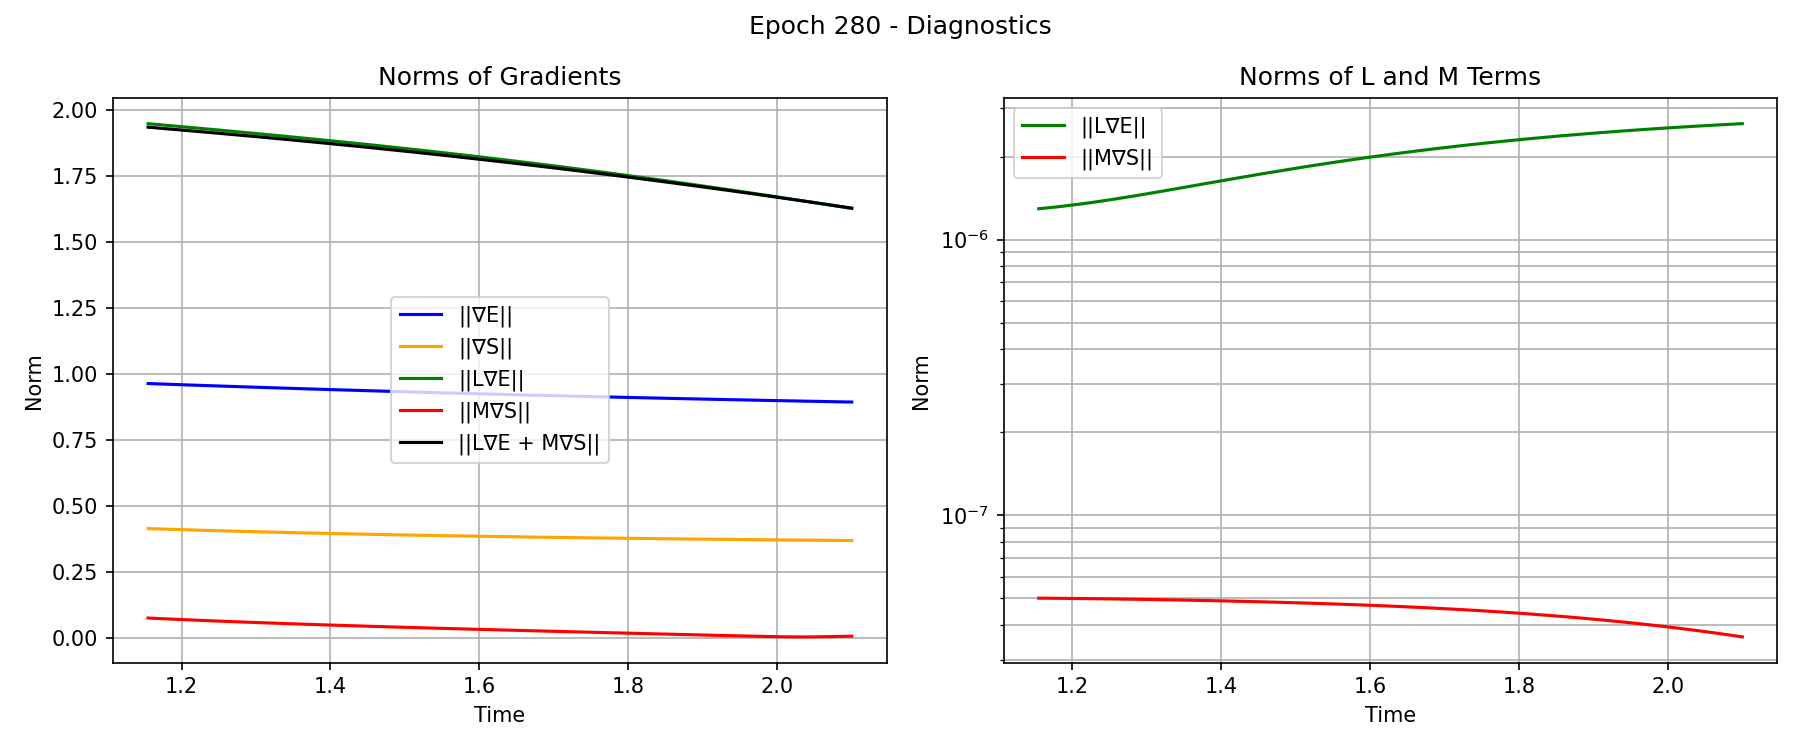 Epoch 280 - Diagnostics
Norms of Gradients
2.00
1.75
1.50
1.25
1.00
0.75
0.50
0.25
0.00
Norm
||∇E||
||∇S||
||L∇E||
||M∇S||
||L∇E + M∇S||
1.2
1.4
1.6
1.8
2.0
Time
Norms of L and M Terms
||L∇E||
||M∇S||
10⁻⁶
10⁻⁷
Norm
1.2
1.4
1.6
1.8
2.0
Time